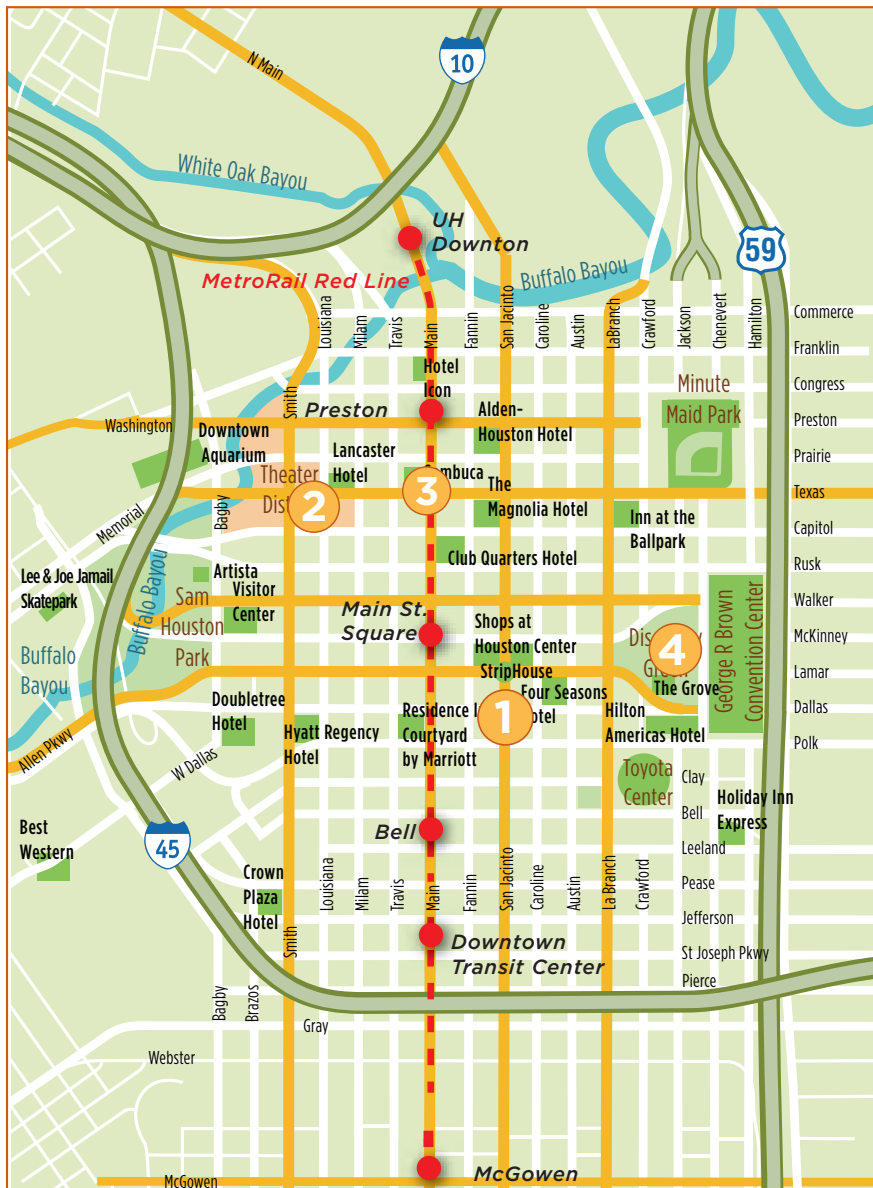 N Main
10
White Oak Bayou
UH
Downton
59
MetroRail Red Line
Buffalo Bayou
Louisiana
Milam
Travis
Main
Fannin
San Jacinto
Caroline
Austin
LaBranch
Crawford
Jackson
Chenevert
Hamilton
Commerce
Franklin
Congress
Preston
Prairie
Texas
Capitol
Rusk
Walker
McKinney
Lamar
Dallas
Polk
Hotel
Icon
Minute
Maid Park
Smith
Preston
Alden-
Houston Hotel
Washington
Downtown
Aquarium
Lancaster
Hotel
Theater
2
3
The
Magnolia Hotel
Bagby
Memorial
Inn at the
Ballpark
Club Quarters Hotel
Lee & Joe Jamail
Skatepark
Artista
Visitor
Center
Buffalo Bayou
Sam
Houston
Park
Main St.
Square
Shops at
Houston Center
StripHouse
4
George R Brown
Convention Center
Buffalo
Bayou
The Grove
Doubletree
Hotel
Hyatt Regency
Hotel
Residence
Courtyard
by Marriott
1
Four Seasons
Hilton
Americas Hotel
Allen Pkwy
W Dallas
Toyota
Center
Clay
Bell
Leeland
Pease
Jefferson
St Joseph Pkwy
Pierce
Holiday Inn
Express
Best
Western
45
Bell
Crown
Plaza
Hotel
Louisiana
Milam
Travis
Main
Fannin
San Jacinto
Caroline
Austin
La Branch
Crawford
Smith
Downtown
Transit Center
Bagby
Brazos
Gray
Webster
McGowen
McGowen